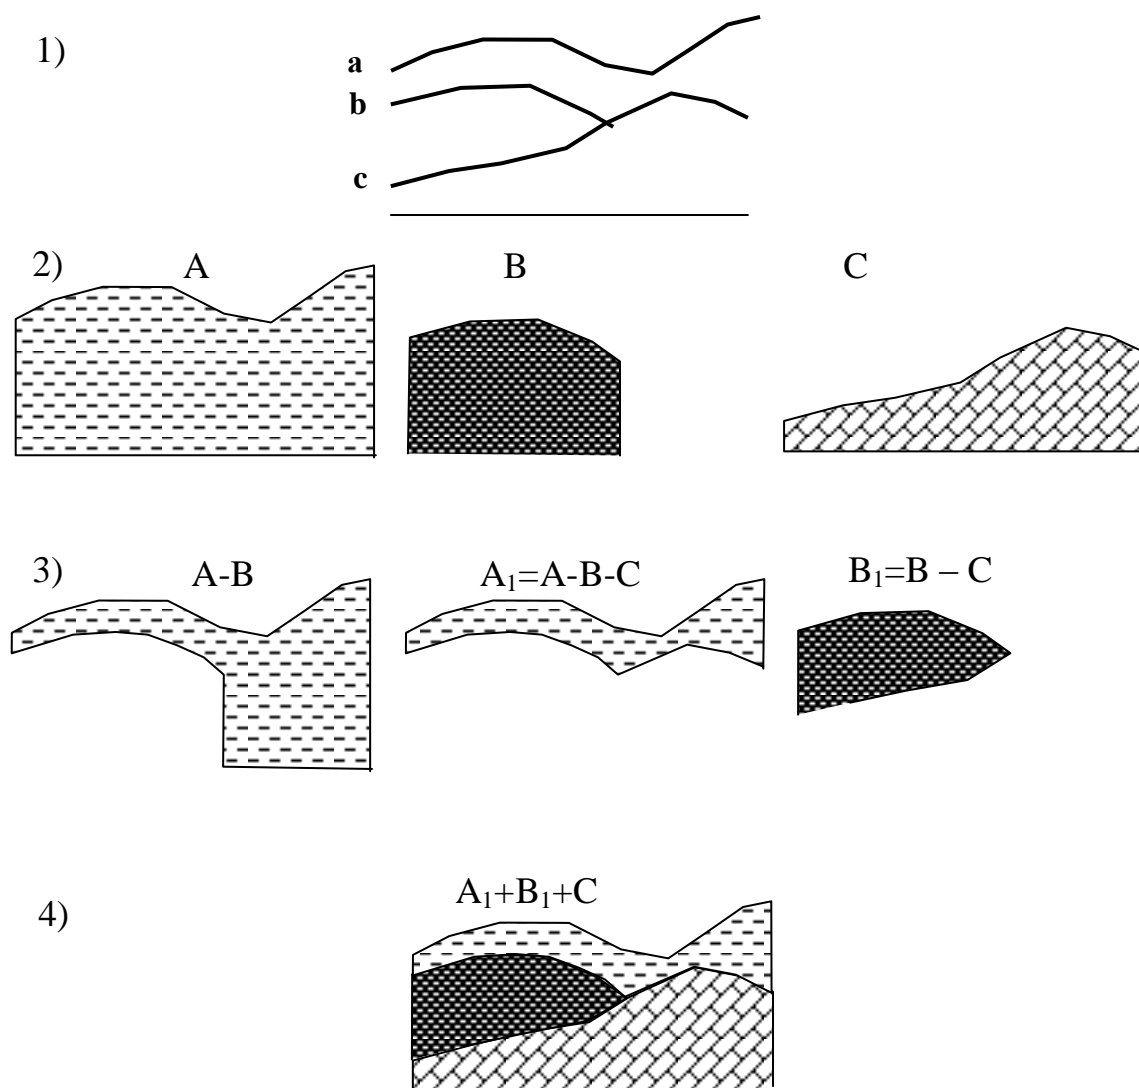 1)
a
b
c
2)
A
B
C
3)
A-B
A₁=A-B-C
B₁=B – C
4)
A₁+B₁+C